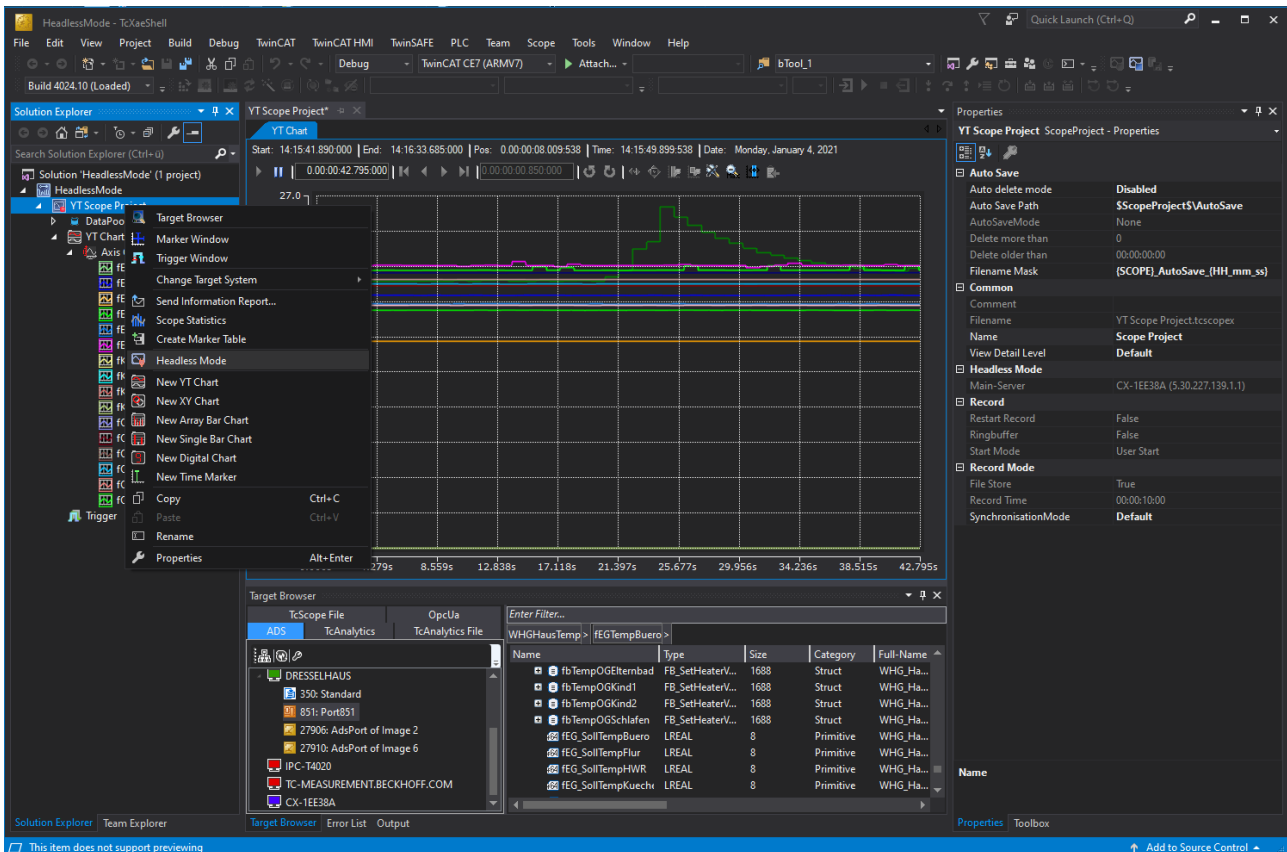 HeadlessMode - TcXaeShell
Quick Launch (Ctrl+Q)
File Edit View Project Build Debug TwinCAT TwinCAT HMI TwinSAFE PLC Team Scope Tools Window Help
Debug TwinCAT CE7 (ARMV7) Attach... bTool_1
Build 4024.10 (Loaded)
Solution Explorer
Search Solution Explorer (Ctrl+ü)
Solution 'HeadlessMode' (1 project)
HeadlessMode
YT Scope Project
DataPoo
YT Chart
Axis
Trigger
Target Browser
Marker Window
Trigger Window
Change Target System
Send Information Report...
Scope Statistics
Create Marker Table
Headless Mode
New YT Chart
New XY Chart
New Array Bar Chart
New Single Bar Chart
New Digital Chart
New Time Marker
Copy Ctrl+C
Paste Ctrl+V
Rename
Properties Alt+Enter
Solution Explorer Team Explorer
YT Scope Project*
YT Chart
Start: 14:15:41.890:000 | End: 14:16:33.685:000 | Pos: 0.00:00:08.009:538 | Time: 14:15:49.899:538 | Date: Monday, January 4, 2021
0.00:00:42.795:000 0.00:00:00.850:000
27.0
.279s 8.559s 12.838s 17.118s 21.397s 25.677s 29.956s 34.236s 38.515s 42.795s
Target Browser
TcScope File OpcUa
ADS TcAnalytics TcAnalytics File
DRESSELHAUS
350: Standard
851: Port851
27906: AdsPort of Image 2
27910: AdsPort of Image 6
IPC-T4020
TC-MEASUREMENT.BECKHOFF.COM
CX-1EE38A
Enter Filter...
WHGHausTemp> fEGTempBuero>
Name Type Size Category Full-Name
fbTempOGElternbad FB_SetHeaterV... 1688 Struct WHG_Ha...
fbTempOGKind1 FB_SetHeaterV... 1688 Struct WHG_Ha...
fbTempOGKind2 FB_SetHeaterV... 1688 Struct WHG_Ha...
fbTempOGSchlafen FB_SetHeaterV... 1688 Struct WHG_Ha...
fEG_SollTempBuero LREAL 8 Primitive WHG_Ha...
fEG_SollTempFlur LREAL 8 Primitive WHG_Ha...
fEG_SollTempHWR LREAL 8 Primitive WHG_Ha...
fEG_SollTempKueche LREAL 8 Primitive WHG_Ha...
Target Browser Error List Output
Properties
YT Scope Project ScopeProject - Properties
Auto Save
Auto delete mode Disabled
Auto Save Path $ScopeProject$\AutoSave
AutoSaveMode None
Delete more than 0
Delete older than 00:00:00:00
Filename Mask {SCOPE}_AutoSave_{HH_mm_ss}
Common
Comment
Filename YT Scope Project.tcscopex
Name Scope Project
View Detail Level Default
Headless Mode
Main-Server CX-1EE38A (5.30.227.139.1.1)
Record
Restart Record False
Ringbuffer False
Start Mode User Start
Record Mode
File Store True
Record Time 00:00:10:00
SynchronisationMode Default
Name
Properties Toolbox
This item does not support previewing
Add to Source Control